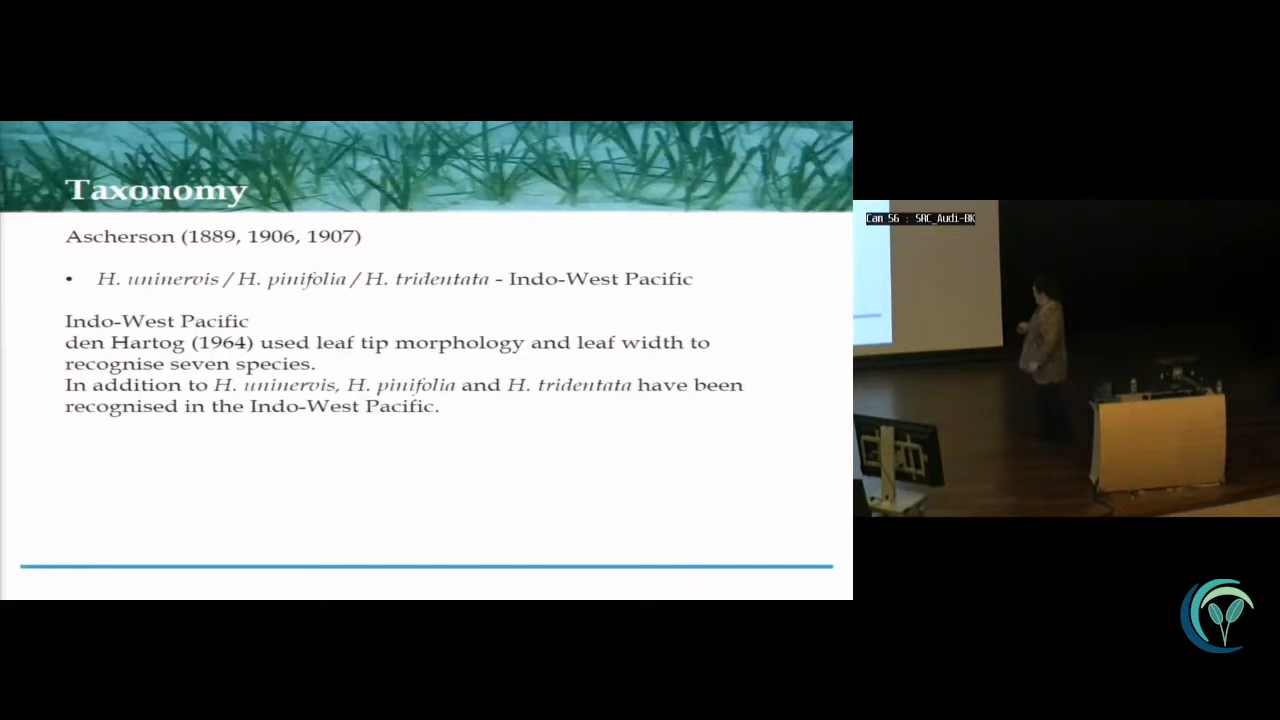 Taxonomy
Ascherson (1889, 1906, 1907)
• H. uninervis / H. pinifolia / H. tridentata - Indo-West Pacific
Indo-West Pacific
den Hartog (1964) used leaf tip morphology and leaf width to
recognise seven species.
In addition to H. uninervis, H. pinifolia and H. tridentata have been
recognised in the Indo-West Pacific.
Cam 56 : SRC_Audi-BK